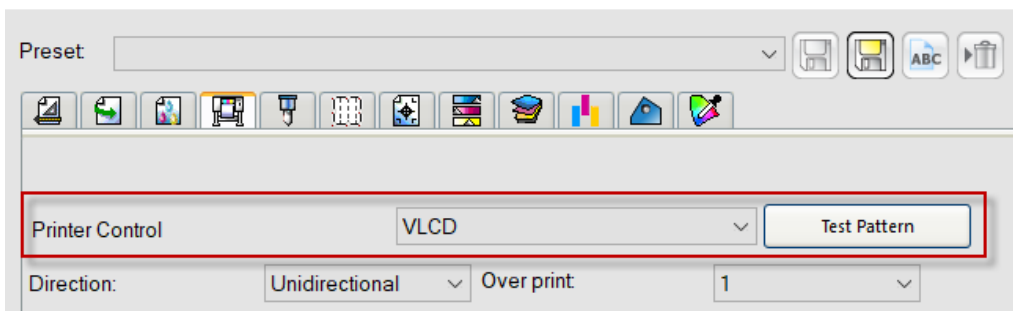 Preset:
ABC
Printer Control VLCD Test Pattern
Direction: Unidirectional Over print: 1